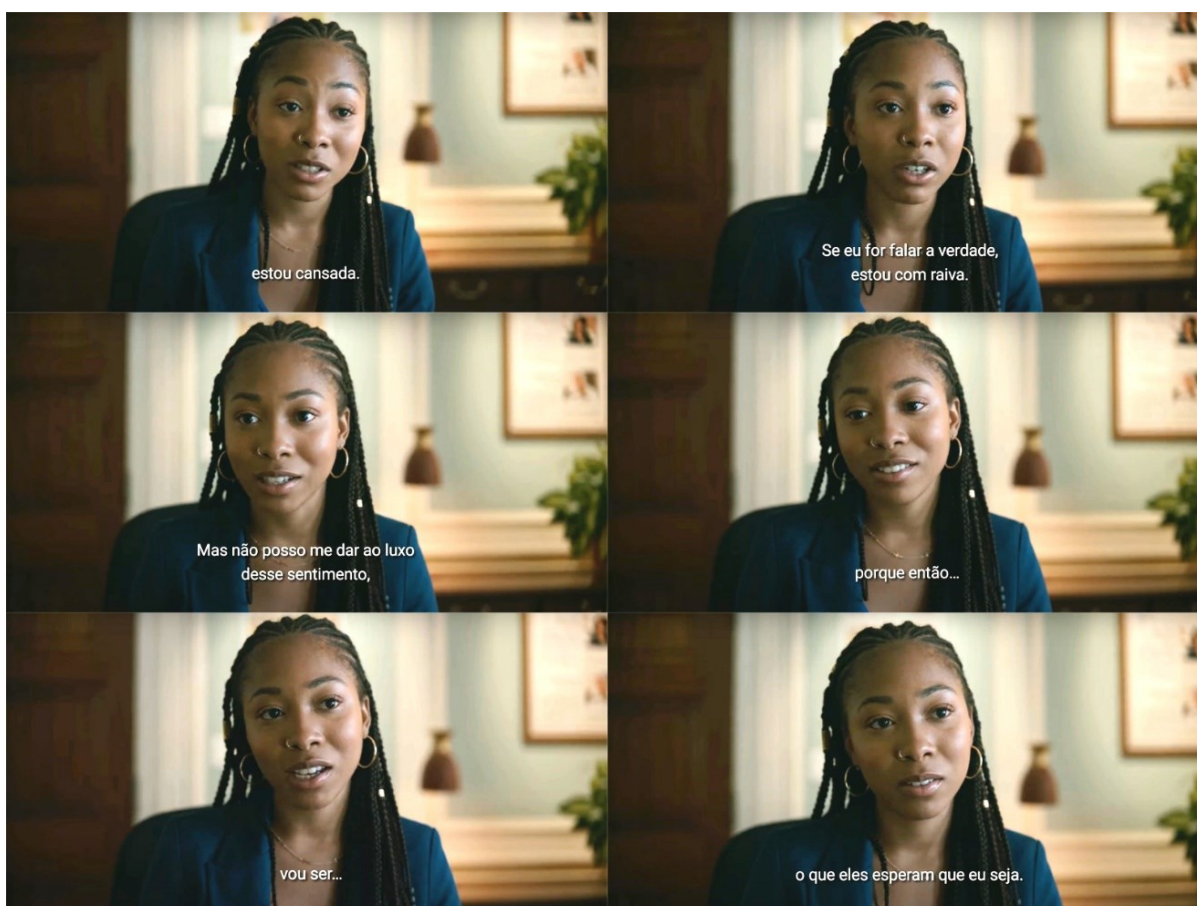 estou cansada.
Se eu for falar a verdade,
estou com raiva.
Mas não posso me dar ao luxo
desse sentimento,
porque então...
vou ser...
o que eles esperam que eu seja.